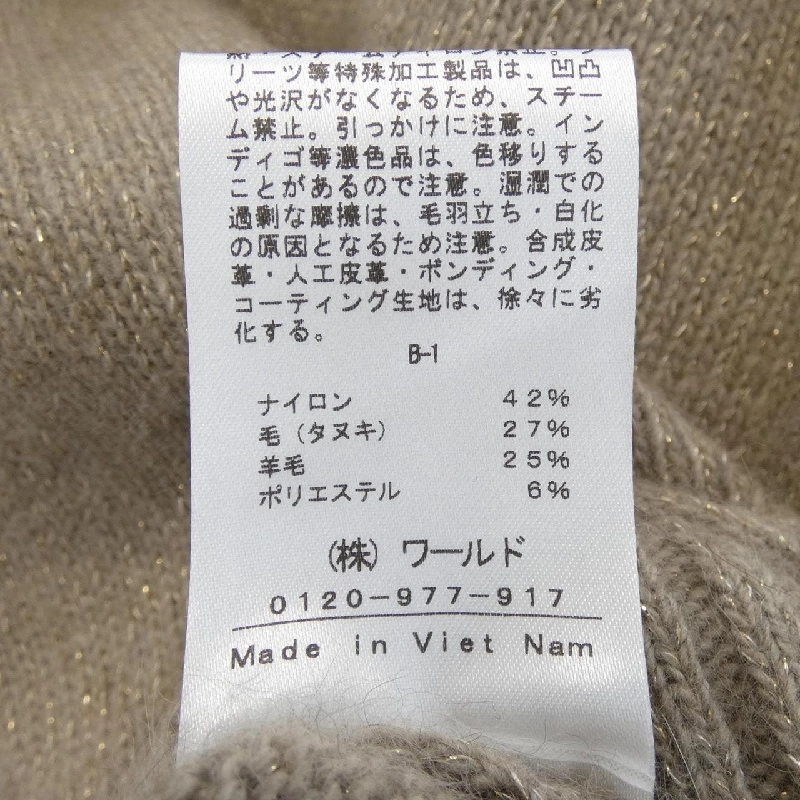 リーツ等特殊加工製品は、凹凸
や光沢がなくなるため、スチー
ム禁止。引っかけに注意。イン
ディゴ等濃色品は、色移りする
ことがあるので注意。湿潤での
過剰な摩擦は、毛羽立ち・白化
の原因となるため注意。合成皮
革・人工皮革・ボンディング・
コーティング生地は、徐々に劣
化する。
B-1
ナイロン 42%
毛（タヌキ） 27%
羊毛 25%
ポリエステル 6%
（株）ワールド
0120-977-917
Made in Viet Nam